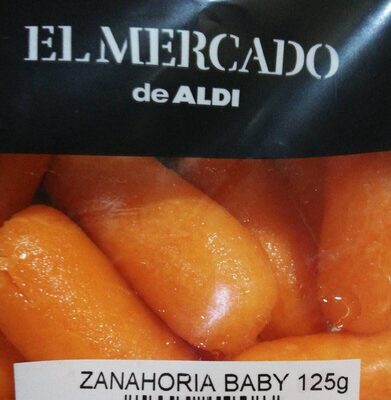 EL MERCADO
de ALDI
ZANAHORIA BABY 125g